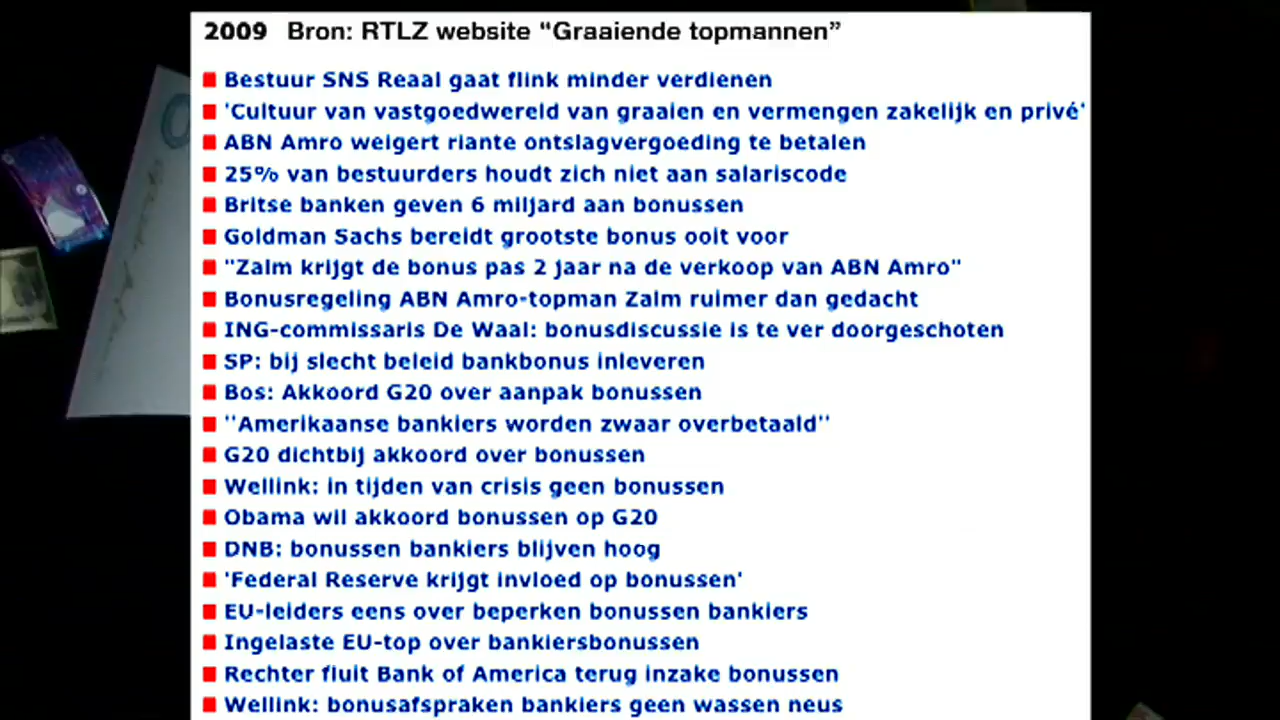 2009 Bron: RTLZ website “Graaiende topmannen”
Bestuur SNS Reaal gaat flink minder verdienen
'Cultuur van vastgoedwereld van graaien en vermengen zakelijk en privé'
ABN Amro weigert riante ontslagvergoeding te betalen
25% van bestuurders houdt zich niet aan salariscode
Britse banken geven 6 miljard aan bonussen
Goldman Sachs bereidt grootste bonus ooit voor
"Zalm krijgt de bonus pas 2 jaar na de verkoop van ABN Amro"
Bonusregeling ABN Amro-topman Zalm ruimer dan gedacht
ING-commissaris De Waal: bonusdiscussie is te ver doorgeschoten
SP: bij slecht beleid bankbonus inleveren
Bos: Akkoord G20 over aanpak bonussen
''Amerikaanse bankiers worden zwaar overbetaald''
G20 dichtbij akkoord over bonussen
Wellink: in tijden van crisis geen bonussen
Obama wil akkoord bonussen op G20
DNB: bonussen bankiers blijven hoog
'Federal Reserve krijgt invloed op bonussen'
EU-leiders eens over beperken bonussen bankiers
Ingelaste EU-top over bankiersbonussen
Rechter fluit Bank of America terug inzake bonussen
Wellink: bonusafspraken bankiers geen wassen neus